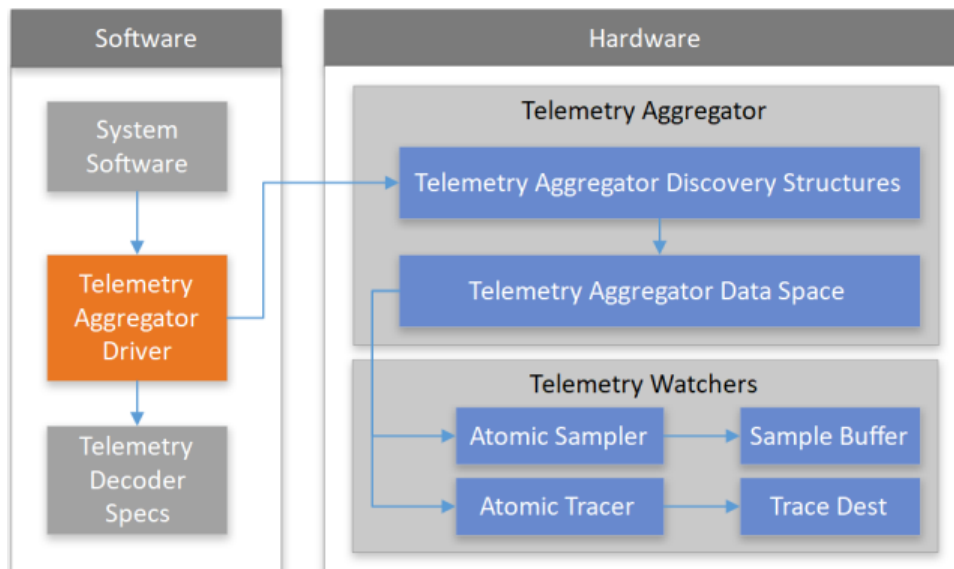 Software
System
Software
Telemetry
Aggregator
Driver
Telemetry
Decoder
Specs
Hardware
Telemetry Aggregator
Telemetry Aggregator Discovery Structures
Telemetry Aggregator Data Space
Telemetry Watchers
Atomic Sampler
Sample Buffer
Atomic Tracer
Trace Dest